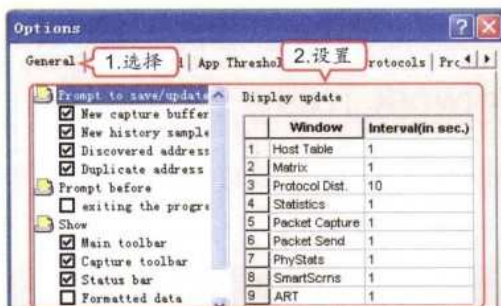 Options
General
1.选择
App Threshol
2.设置
rotocols
Prc
Prompt to save/update
New capture buffer
New history sample
Discovered address
Duplicate address
Prompt before
exiting the progra
Show
Main toolbar
Capture toolbar
Status bar
Formatted data
Display update
Window Interval(in sec.)
1 Host Table 1
2 Matrix 1
3 Protocol Dist. 10
4 Statistics 1
5 Packet Capture 1
6 Packet Send 1
7 PhyStats 1
8 SmartScrns 1
9 ART 1